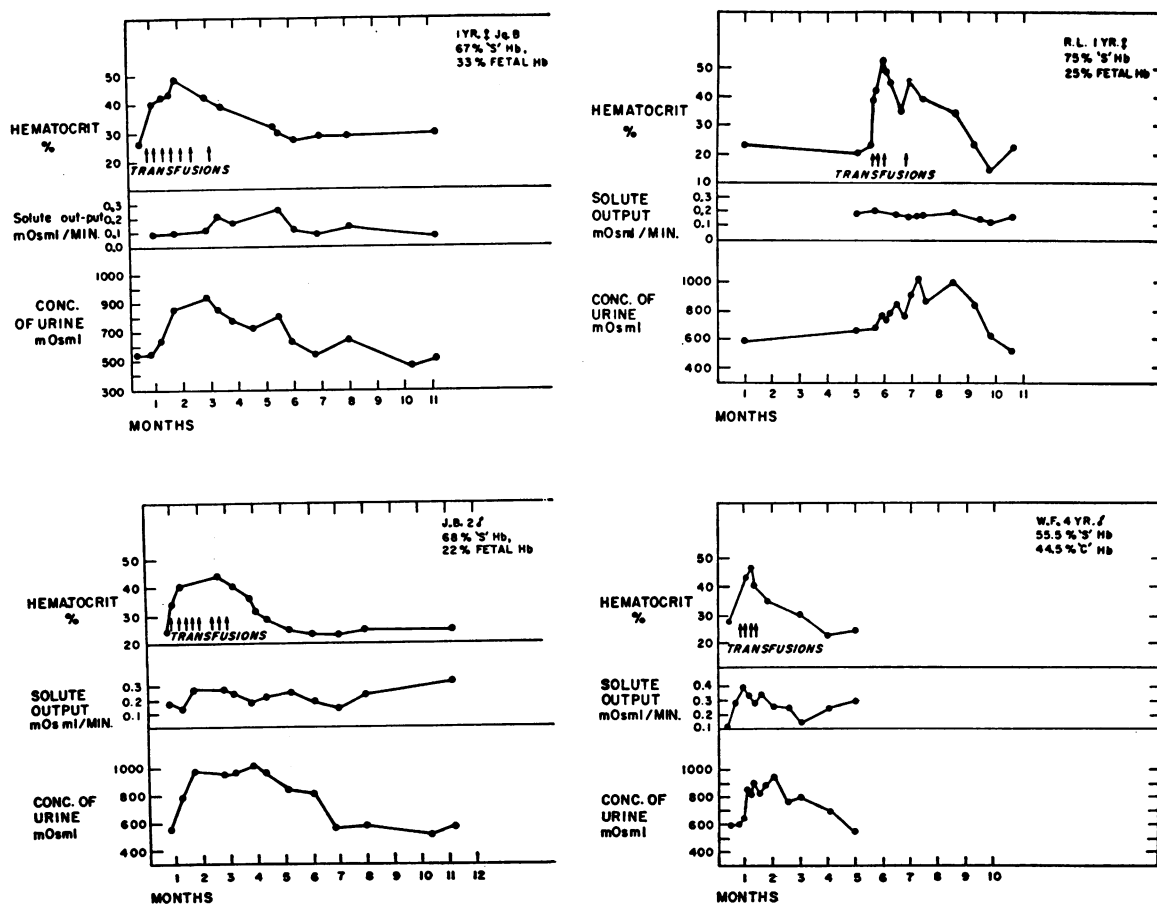 1 YR. ♀ Jq. B
67% 'S' Hb,
33% FETAL Hb
50
40
30
20
HEMATOCRIT
%
TRANSFUSIONS
0.3
0.2
0.1
0.0
Solute out-put
mOsml/MIN.
1000
900
700
500
300
CONC.
OF URINE
mOsml
1 2 3 4 5 6 7 8 9 10 11
MONTHS
R.L. 1 YR. ♀
75% 'S' Hb
25% FETAL Hb
50
40
30
20
10
HEMATOCRIT
%
TRANSFUSIONS
0.3
0.2
0.1
0
SOLUTE
OUTPUT
mOsml/MIN.
1000
800
600
400
CONC. OF
URINE
mOsml
1 2 3 4 5 6 7 8 9 10 11
MONTHS
J.B. 2 ♂
68% 'S' Hb,
22% FETAL Hb
50
40
30
20
HEMATOCRIT
%
TRANSFUSIONS
0.3
0.2
0.1
SOLUTE
OUTPUT
mOsml/MIN.
1000
800
600
400
CONC. OF
URINE
mOsml
1 2 3 4 5 6 7 8 9 10 11 12
MONTHS
W.F. 4 YR. ♂
55.5% 'S' Hb
44.5% 'C' Hb
50
40
30
20
HEMATOCRIT
%
TRANSFUSIONS
0.4
0.3
0.2
0.1
SOLUTE
OUTPUT
mOsml/MIN.
1000
800
600
400
CONC. OF
URINE
mOsml
1 2 3 4 5 6 7 8 9 10
MONTHS